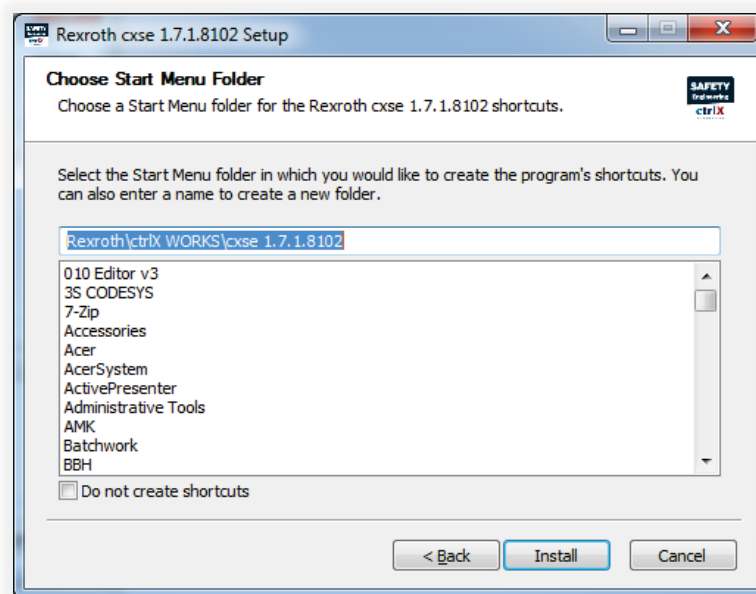 Rexroth cxse 1.7.1.8102 Setup
Choose Start Menu Folder
Choose a Start Menu folder for the Rexroth cxse 1.7.1.8102 shortcuts.
SAFETY
ctrlX
Select the Start Menu folder in which you would like to create the program's shortcuts. You
can also enter a name to create a new folder.
Rexroth\ctrlX WORKS\cxse 1.7.1.8102
010 Editor v3
3S CODESYS
7-Zip
Accessories
Acer
AcerSystem
ActivePresenter
Administrative Tools
AMK
Batchwork
BBH
Do not create shortcuts
< Back
Install
Cancel